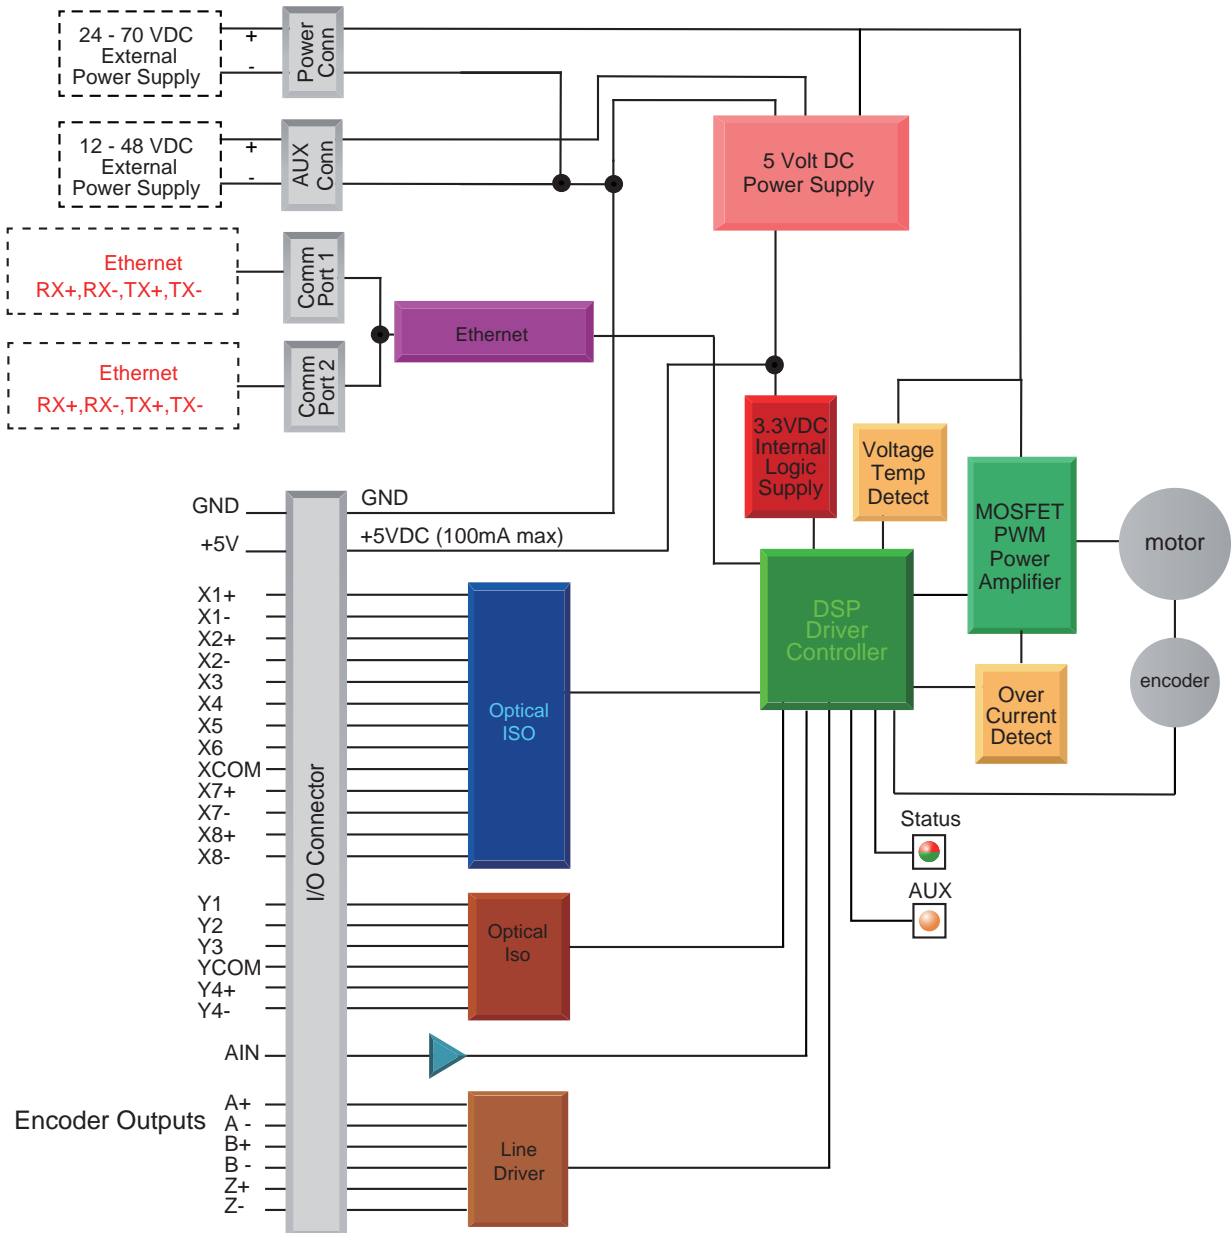 24 - 70 VDC
External
Power Supply
+
-
Power
Conn
12 - 48 VDC
External
Power Supply
+
-
AUX
Conn
5 Volt DC
Power Supply
Ethernet
RX+,RX-,TX+,TX-
Comm
Port 1
Ethernet
Ethernet
RX+,RX-,TX+,TX-
Comm
Port 2
3.3VDC
Internal
Logic
Supply
Voltage
Temp
Detect
MOSFET
PWM
Power
Amplifier
motor
encoder
DSP
Driver
Controller
Over
Current
Detect
Status
AUX
GND
GND
+5V
+5VDC (100mA max)
I/O Connector
X1+
X1-
X2+
X2-
X3
X4
X5
X6
XCOM
X7+
X7-
X8+
X8-
Optical
ISO
Y1
Y2
Y3
YCOM
Y4+
Y4-
Optical
Iso
AIN
Encoder Outputs
A+
A -
B+
B -
Z+
Z-
Line
Driver